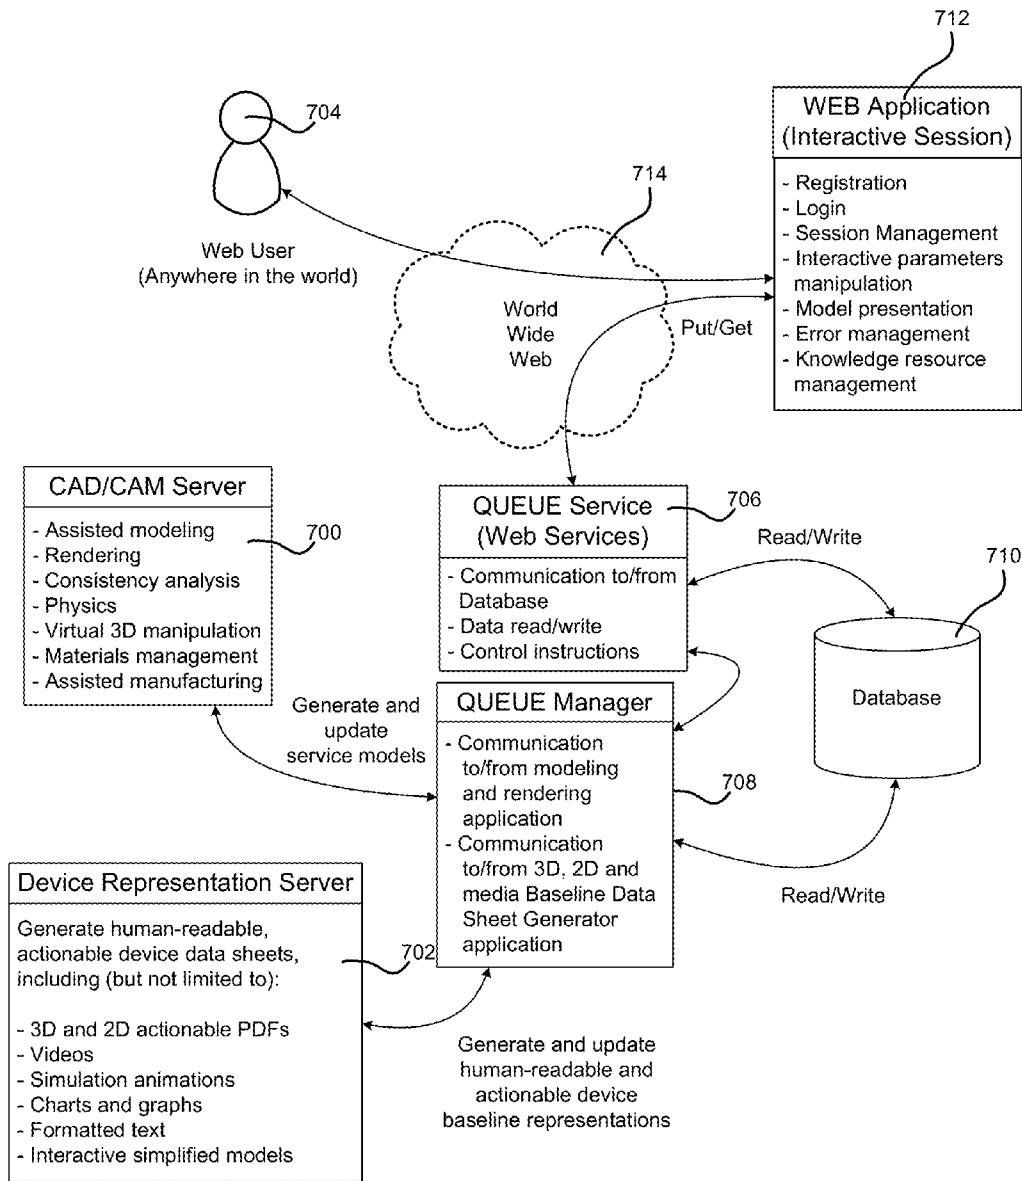 712
704
WEB Application
(Interactive Session)
- Registration
- Login
- Session Management
- Interactive parameters
manipulation
- Model presentation
- Error management
- Knowledge resource
management
714
Web User
(Anywhere in the world)
World
Wide
Web
Put/Get
CAD/CAM Server
- Assisted modeling
- Rendering
- Consistency analysis
- Physics
- Virtual 3D manipulation
- Materials management
- Assisted manufacturing
700
QUEUE Service
(Web Services)
- Communication to/from
Database
- Data read/write
- Control instructions
706
Read/Write
710
Database
Generate and
update
service models
QUEUE Manager
- Communication
to/from modeling
and rendering
application
- Communication
to/from 3D, 2D and
media Baseline Data
Sheet Generator
application
708
Read/Write
Device Representation Server
Generate human-readable,
actionable device data sheets,
including (but not limited to):
- 3D and 2D actionable PDFs
- Videos
- Simulation animations
- Charts and graphs
- Formatted text
- Interactive simplified models
702
Generate and update
human-readable and
actionable device
baseline representations